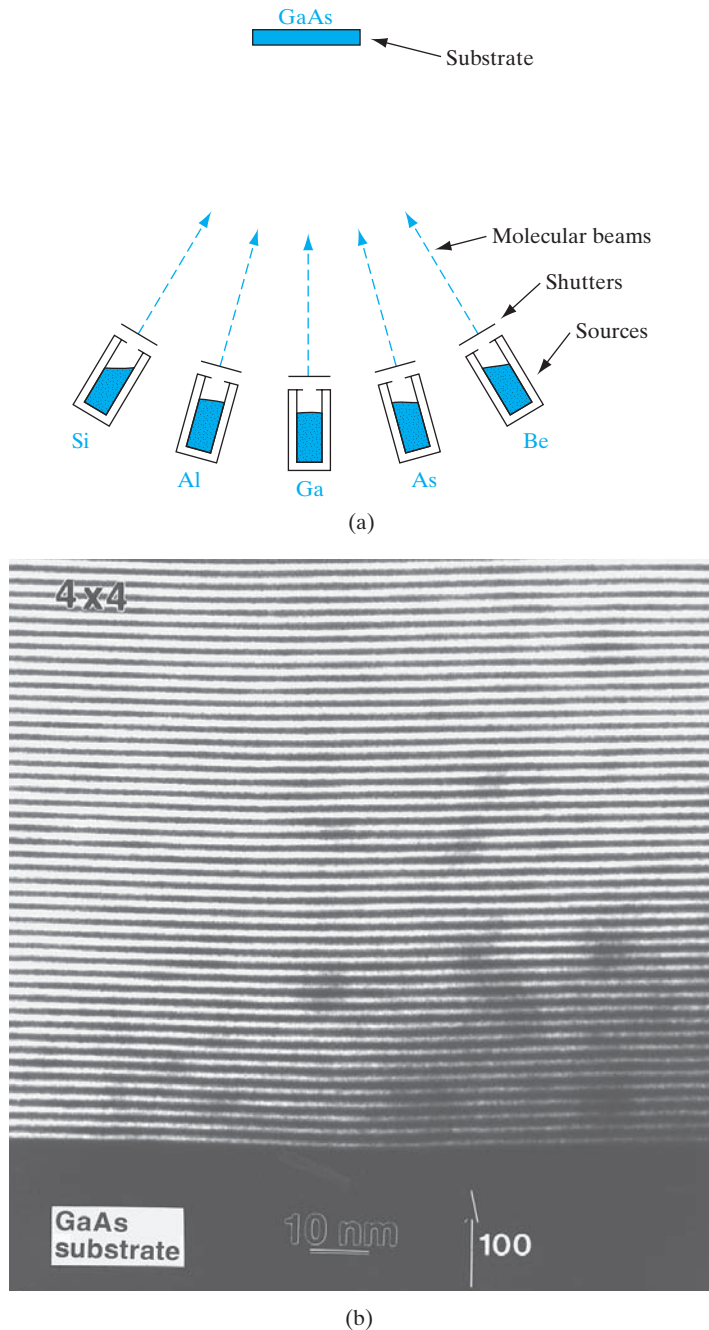 GaAs
Substrate
Molecular beams
Shutters
Sources
Si
Al
Ga
As
Be
(a)
4x4
GaAs
substrate
10 nm
100
(b)